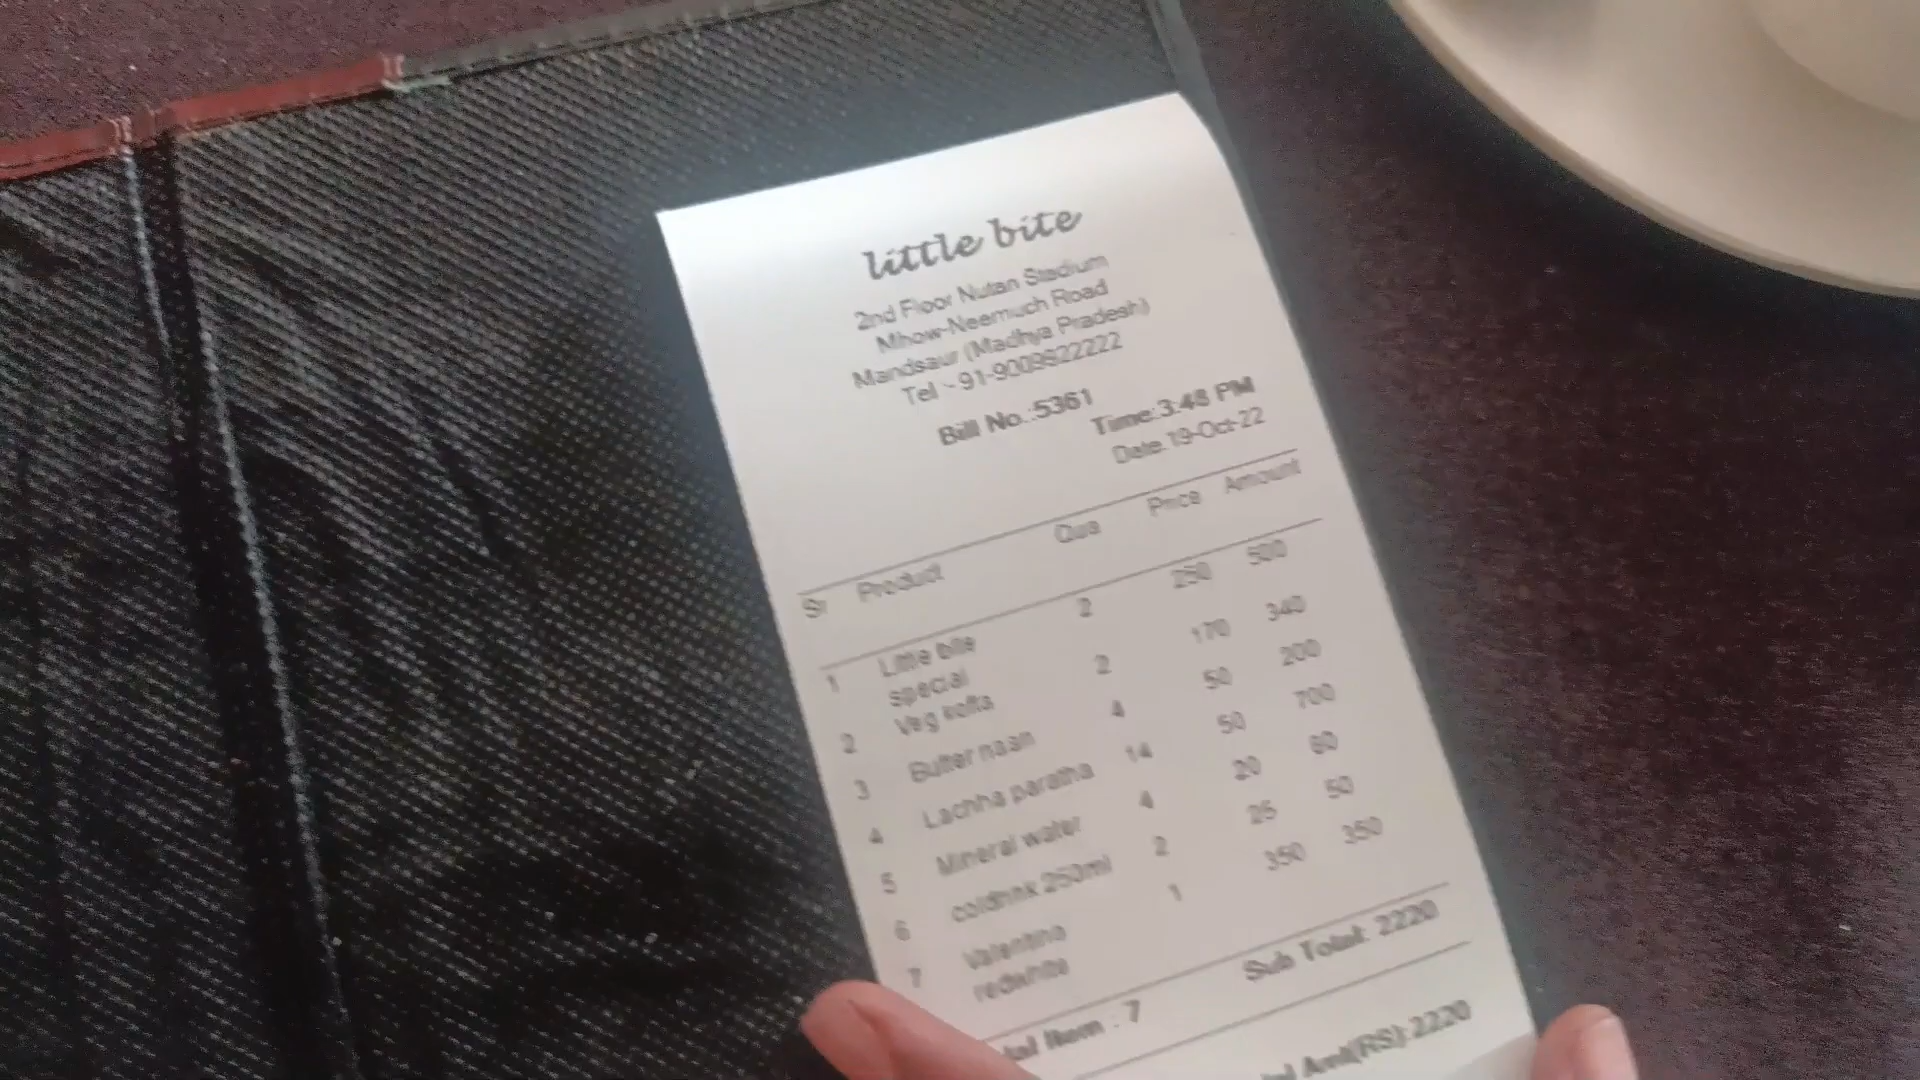 little bite
2nd Floor Nutan Stadium
Mhow-Neemuch Road
Mandsaur (Madhya Pradesh)
Tel :- 91-9009822222
Bill No.:5361
Time:3:48 PM
Date:19-Oct-22
Sr Product Qua Price Amount
1 Little bite 2 250 500
special
2 Veg kofta 2 170 340
3 Butter naan 4 50 200
4 Lachha paratha 14 50 700
5 Mineral water 4 20 80
6 coldrink 250ml 2 25 50
7 Valentino 1 350 350
Sub Total: 2220
Item : 7
Amt(RS):2220